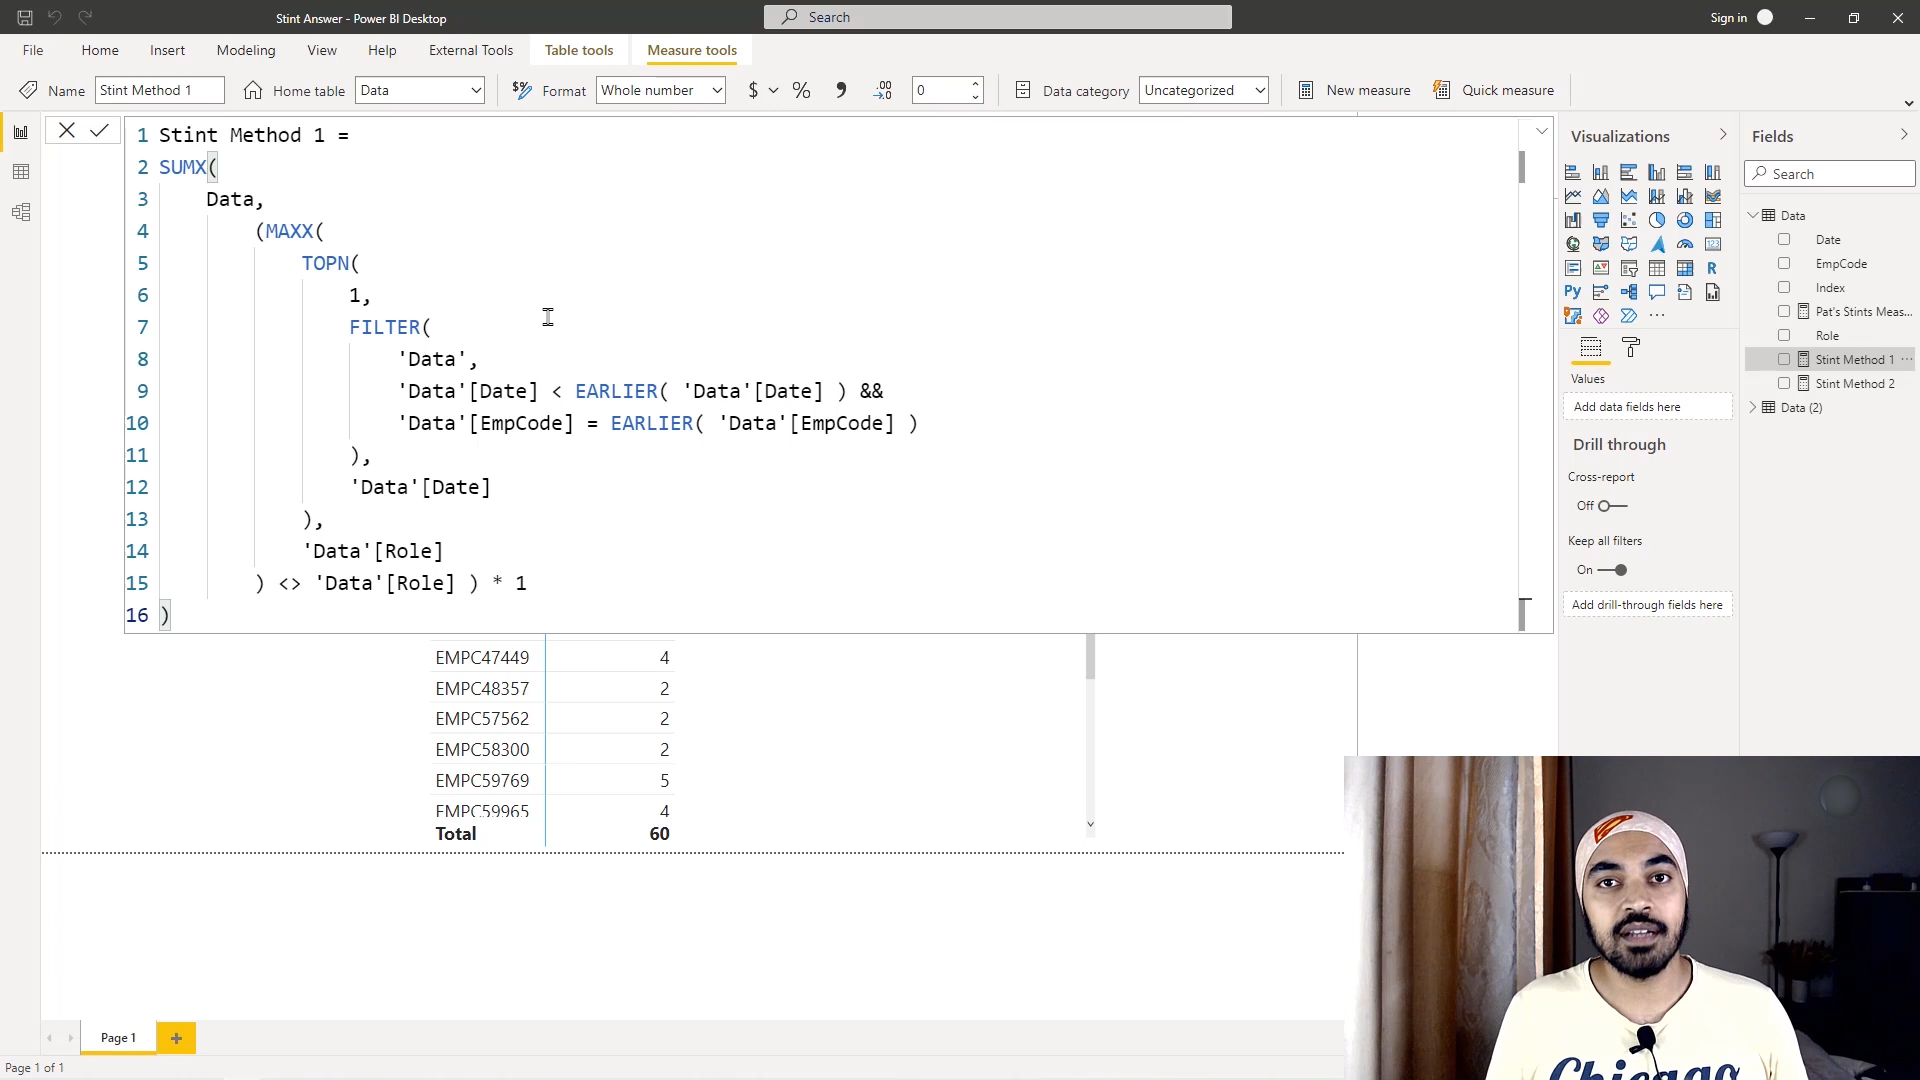 Stint Answer - Power BI Desktop
Search
Sign in
File
Home
Insert
Modeling
View
Help
External Tools
Table tools
Measure tools
Name
Stint Method 1
Home table
Data
Format
Whole number
$
%
0
Data category
Uncategorized
New measure
Quick measure
1 Stint Method 1 =
2 SUMX(
3 Data,
4 (MAXX(
5 TOPN(
6 1,
7 FILTER(
8 'Data',
9 'Data'[Date] < EARLIER( 'Data'[Date] ) &&
10 'Data'[EmpCode] = EARLIER( 'Data'[EmpCode] )
11 ),
12 'Data'[Date]
13 ),
14 'Data'[Role]
15 ) <> 'Data'[Role] ) * 1
16 )
EMPC47449 4
EMPC48357 2
EMPC57562 2
EMPC58300 2
EMPC59769 5
EMPC59965 4
Total 60
Visualizations
R
Py
123
Values
Add data fields here
Drill through
Cross-report
Off
Keep all filters
On
Add drill-through fields here
Fields
Search
Data
Date
EmpCode
Index
Pat's Stints Meas...
Role
Stint Method 1
Stint Method 2
Data (2)
Page 1
Page 1 of 1
Chicago